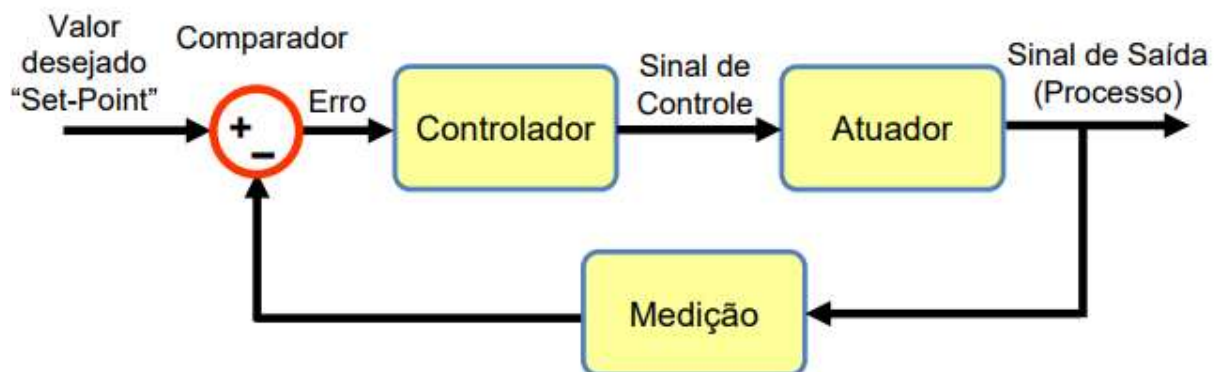 Valor
desejado
“Set-Point”
Comparador
+
−
Erro
Controlador
Sinal de
Controle
Atuador
Sinal de Saída
(Processo)
Medição